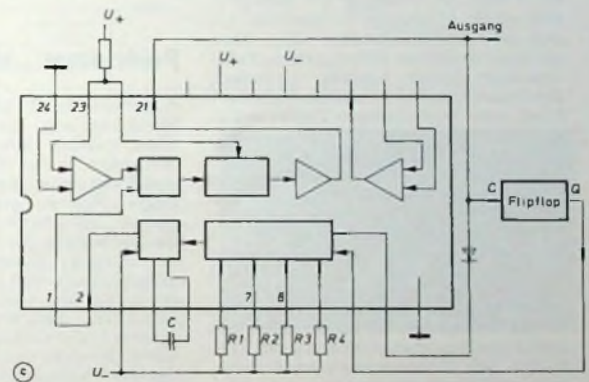 Ausgang
U+
U+
U−
24
23
21
C
Flipflop
Q
1
2
7
8
C
R1
R2
R3
R4
U−
c